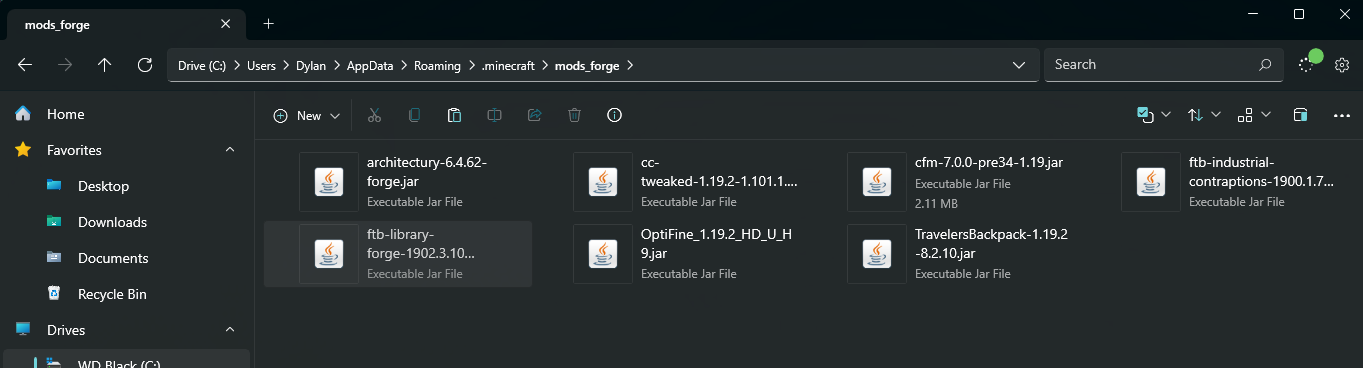 mods_forge
Drive (C:) > Users > Dylan > AppData > Roaming > .minecraft > mods_forge >
Search
Home
Favorites
Desktop
Downloads
Documents
Recycle Bin
Drives
WD Black (C:)
New
architectury-6.4.62-
forge.jar
Executable Jar File
cc-
tweaked-1.19.2-1.101.1....
Executable Jar File
cfm-7.0.0-pre34-1.19.jar
Executable Jar File
2.11 MB
ftb-industrial-
contraptions-1900.1.7...
Executable Jar File
ftb-library-
forge-1902.3.10...
Executable Jar File
OptiFine_1.19.2_HD_U_H
9.jar
Executable Jar File
TravelersBackpack-1.19.2
-8.2.10.jar
Executable Jar File